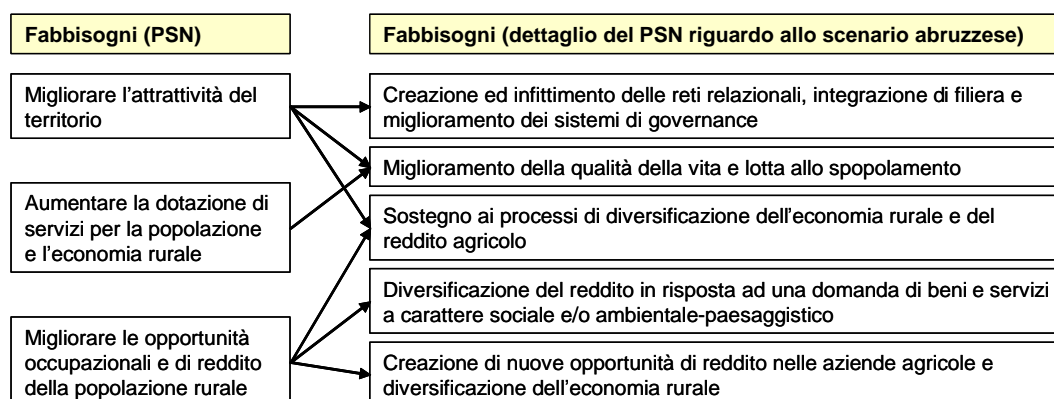 Fabbisogni (PSN)
Fabbisogni (dettaglio del PSN riguardo allo scenario abruzzese)
Migliorare l'attrattività del
territorio
Aumentare la dotazione di
servizi per la popolazione
e l'economia rurale
Migliorare le opportunità
occupazionali e di reddito
della popolazione rurale
Creazione ed infittimento delle reti relazionali, integrazione di filiera e
miglioramento dei sistemi di governance
Miglioramento della qualità della vita e lotta allo spopolamento
Sostegno ai processi di diversificazione dell'economia rurale e del
reddito agricolo
Diversificazione del reddito in risposta ad una domanda di beni e servizi
a carattere sociale e/o ambientale-paesaggistico
Creazione di nuove opportunità di reddito nelle aziende agricole e
diversificazione dell'economia rurale